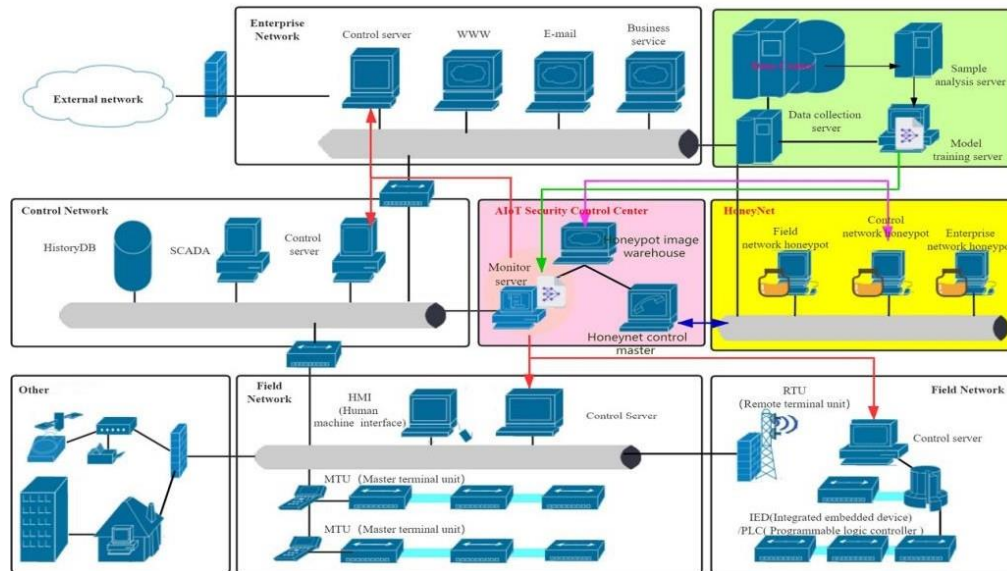 Enterprise
Network
Control server
WWW
E-mail
Business
service
External network
Data Center
Sample
analysis server
Data collection
server
Model
training server
Control Network
HistoryDB
SCADA
Control
server
AIoT Security Control Center
Honeypot image
warehouse
Monitor
server
Honeynet control
master
HoneyNet
Field
network honeypot
Control
network honeypot
Enterprise
network honeypot
Other
Field
Network
HMI
(Human
machine interface)
Control Server
MTU (Master terminal unit)
MTU (Master terminal unit)
RTU
(Remote terminal unit)
Field Network
Control server
IED(Integrated embedded device)
/PLC( Programmable logic controller )